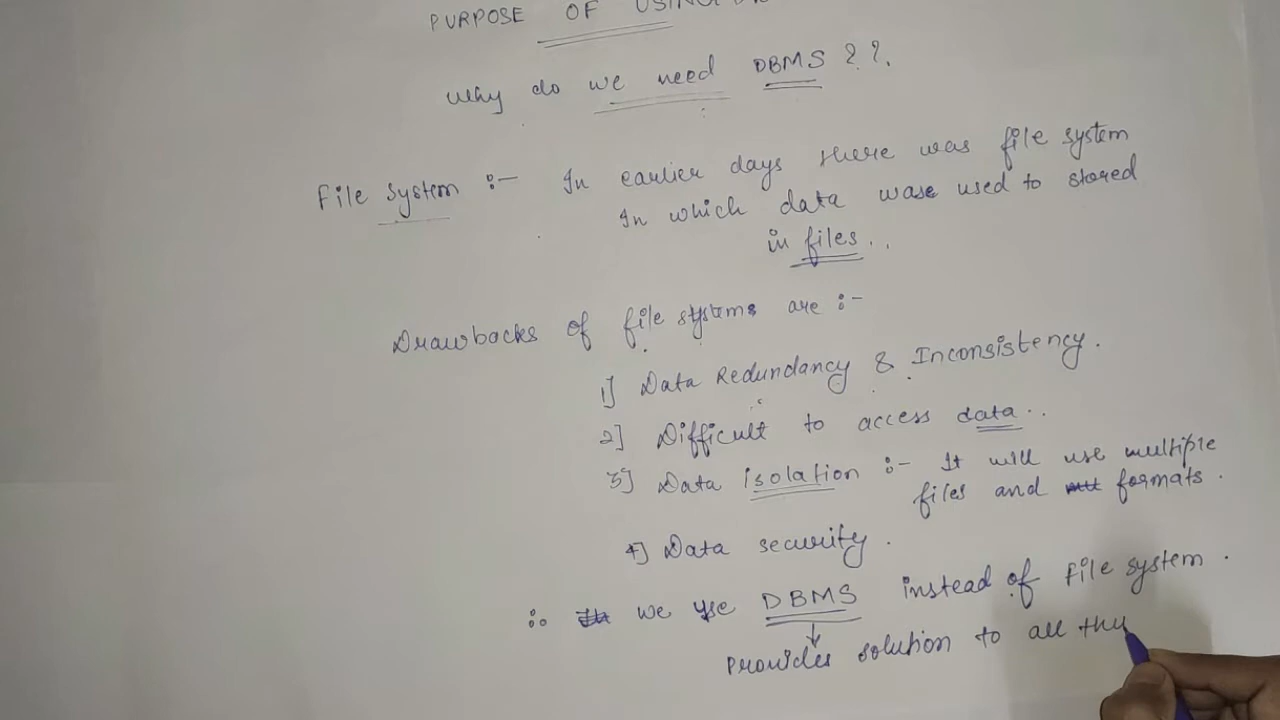 PURPOSE OF USING
Why do we need DBMS ??.
File System :- In earlier days there was file system
In which data wase used to stored
in files..
Drawbacks of file systems are :-
1] Data Redundancy & Inconsistency.
2] Difficult to access data..
3] Data isolation :- It will use multiple
files and formats.
4] Data security.
∴ we use DBMS instead of File system.
Provides solution to all